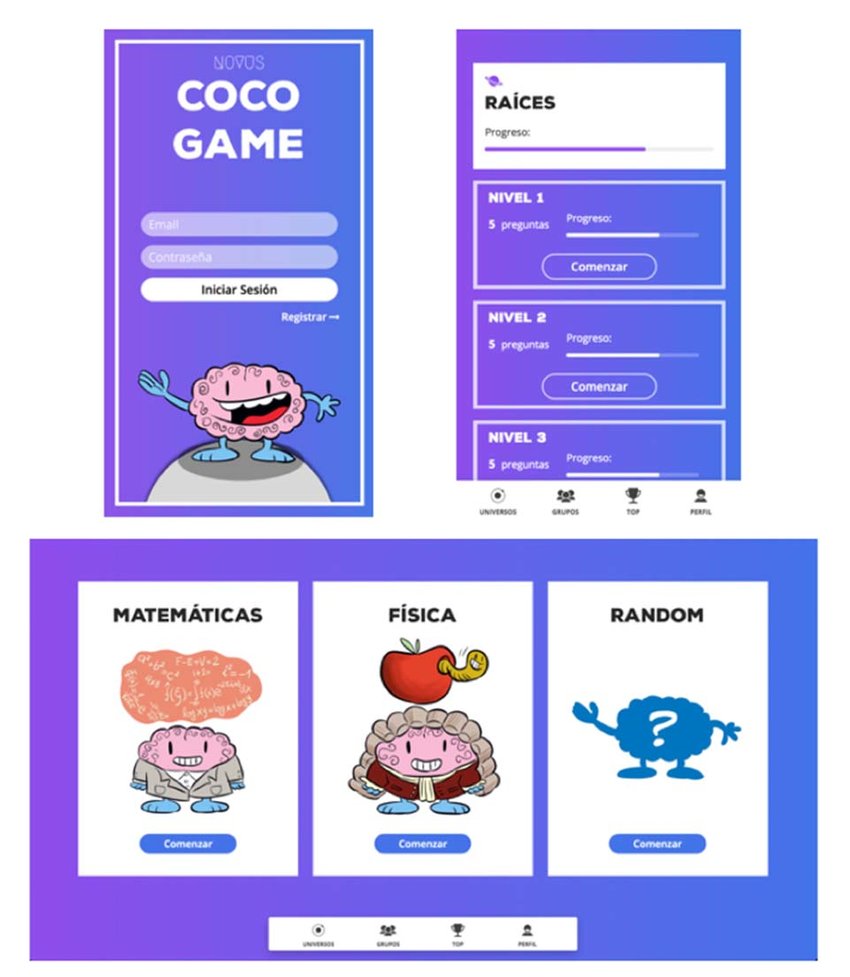 NOVUS
COCO
GAME
Email
Contraseña
Iniciar Sesión
Registrar →
RAÍCES
Progreso:
NIVEL 1
5 preguntas Progreso:
Comenzar
NIVEL 2
5 preguntas Progreso:
Comenzar
NIVEL 3
5 preguntas Progreso:
UNIVERSOS GRUPOS TOP PERFIL
MATEMÁTICAS FÍSICA RANDOM
F-E+V=2
?
Comenzar Comenzar Comenzar
UNIVERSOS GRUPOS TOP PERFIL